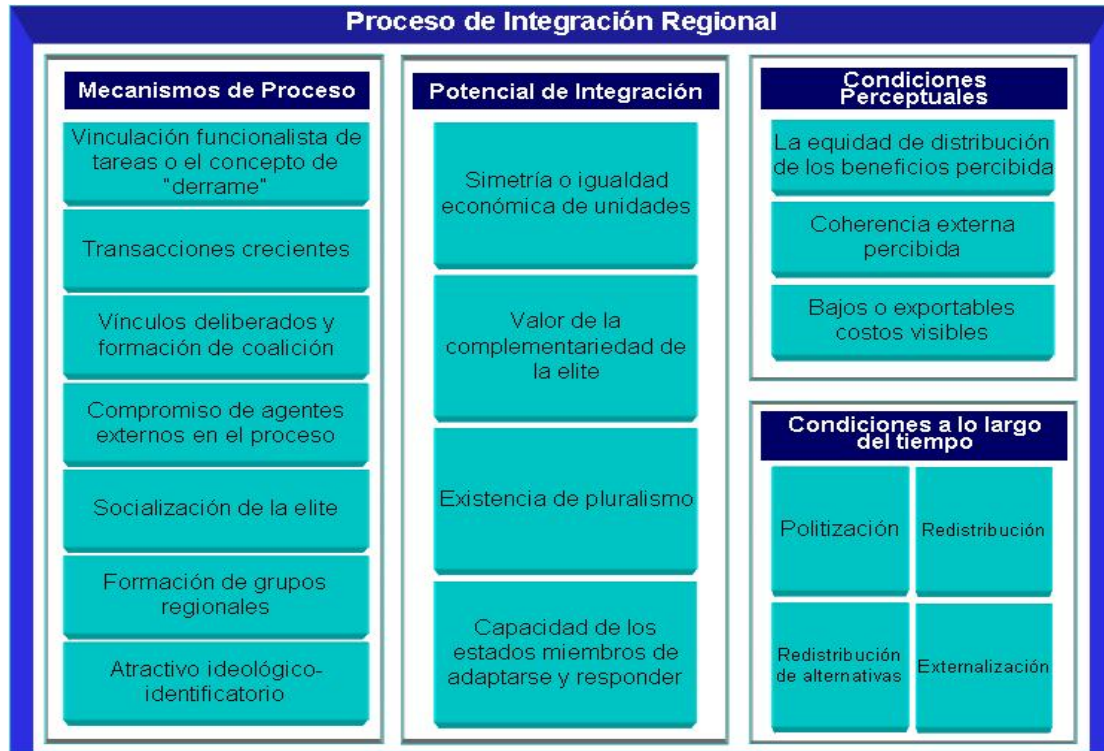 Proceso de Integración Regional
Mecanismos de Proceso
Vinculación funcionalista de
tareas o el concepto de
"derrame"
Transacciones crecientes
Vínculos deliberados y
formación de coalición
Compromiso de agentes
externos en el proceso
Socialización de la elite
Formación de grupos
regionales
Atractivo ideológico-
identificatorio
Potencial de Integración
Simetría o igualdad
económica de unidades
Valor de la
complementariedad de
la elite
Existencia de pluralismo
Capacidad de los
estados miembros de
adaptarse y responder
Condiciones
Perceptuales
La equidad de distribución
de los beneficios percibida
Coherencia externa
percibida
Bajos o exportables
costos visibles
Condiciones a lo largo
del tiempo
Politización
Redistribución
Redistribución
de alternativas
Externalización